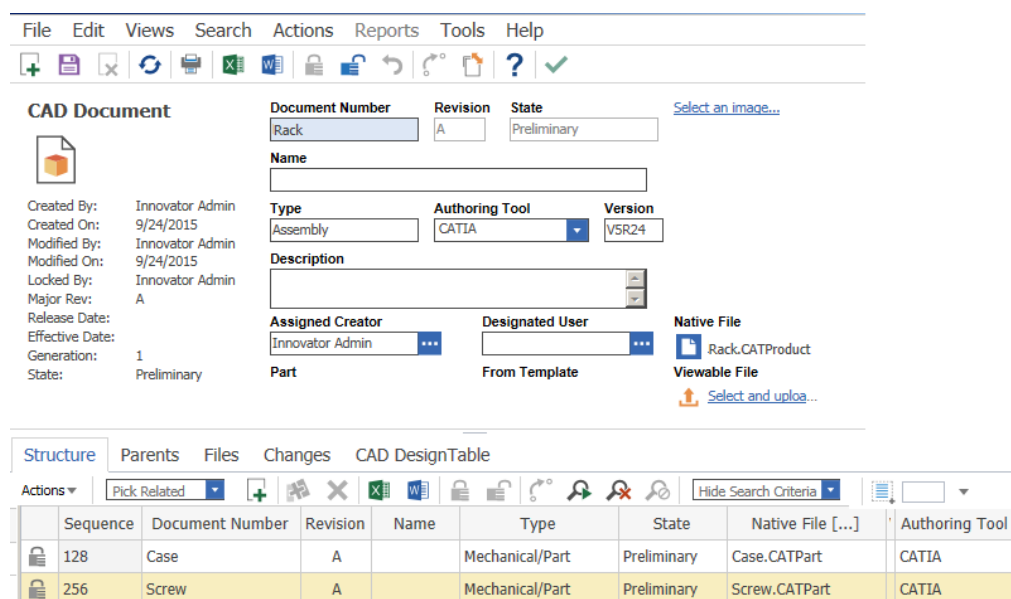 File Edit Views Search Actions Reports Tools Help
CAD Document
Document Number Revision State
Select an image...
Rack A Preliminary
Name
Created By: Innovator Admin
Created On: 9/24/2015
Modified By: Innovator Admin
Modified On: 9/24/2015
Locked By: Innovator Admin
Major Rev: A
Release Date:
Effective Date:
Generation: 1
State: Preliminary
Type Authoring Tool Version
Assembly CATIA V5R24
Description
Assigned Creator Designated User Native File
Innovator Admin Rack.CATProduct
Part From Template Viewable File
Select and uploa...
Structure Parents Files Changes CAD DesignTable
Actions Pick Related Hide Search Criteria
Sequence Document Number Revision Name Type State Native File [...] Authoring Tool
128 Case A Mechanical/Part Preliminary Case.CATPart CATIA
256 Screw A Mechanical/Part Preliminary Screw.CATPart CATIA